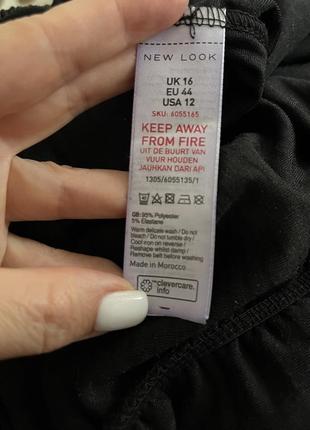 NEW LOOK
UK 16
EU 44
USA 12
SKU: 6055165
KEEP AWAY
FROM FIRE
UIT DE BUURT VAN
VUUR HOUDEN
JAUHKAN DARI API
1305/6055135/1
GB: 95% Polyester
5% Elastane
Warm delicate wash / Do not
bleach / Do not tumble dry /
Cool iron on reverse /
Reshape whilst damp /
Remove belt before washing
Made in Morocco
clevercare.
info